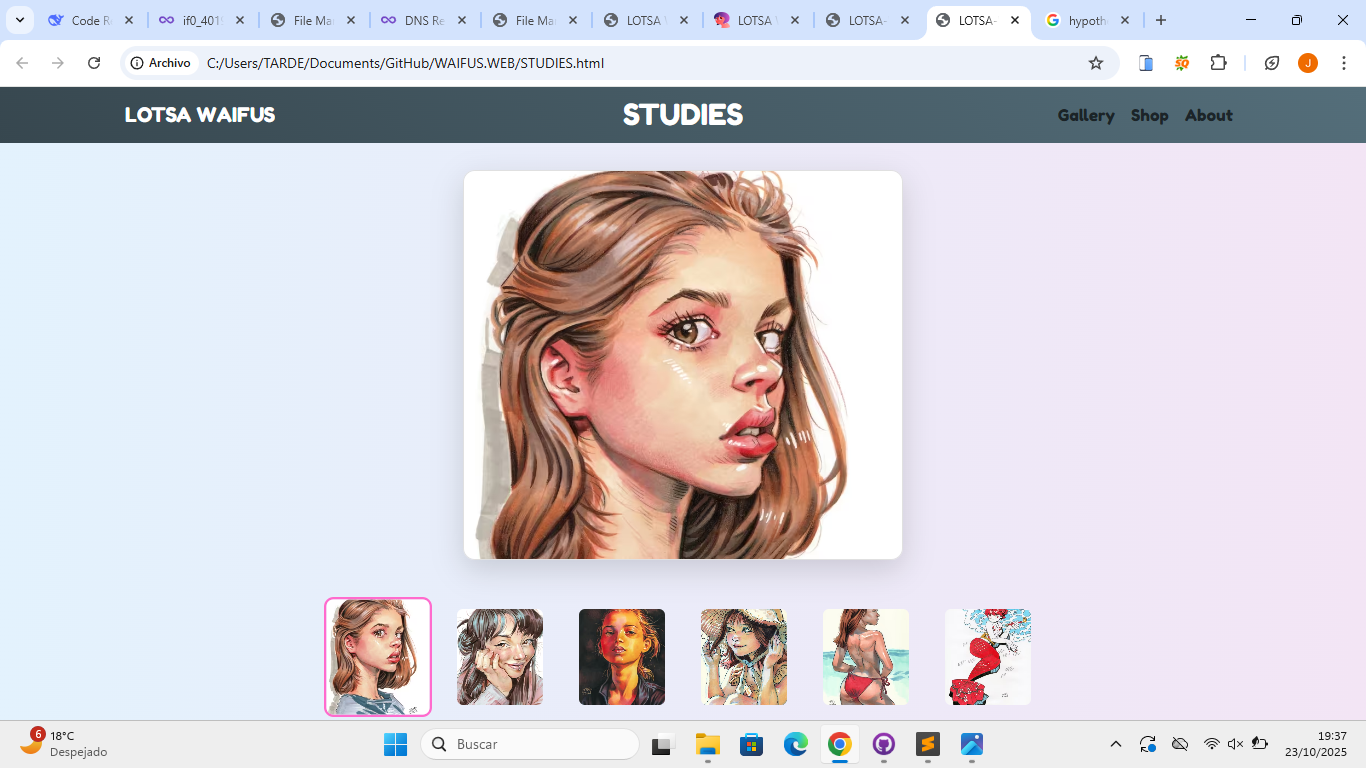 Code R
if0_401
File Ma
DNS Re
File Ma
LOTSA W
LOTSA
LOTSA-
LOTSA-
hypoth
Archivo
C:/Users/TARDE/Documents/GitHub/WAIFUS.WEB/STUDIES.html
SQ
J
LOTSA WAIFUS
STUDIES
Gallery Shop About
6
18°C
Despejado
Buscar
19:37
23/10/2025